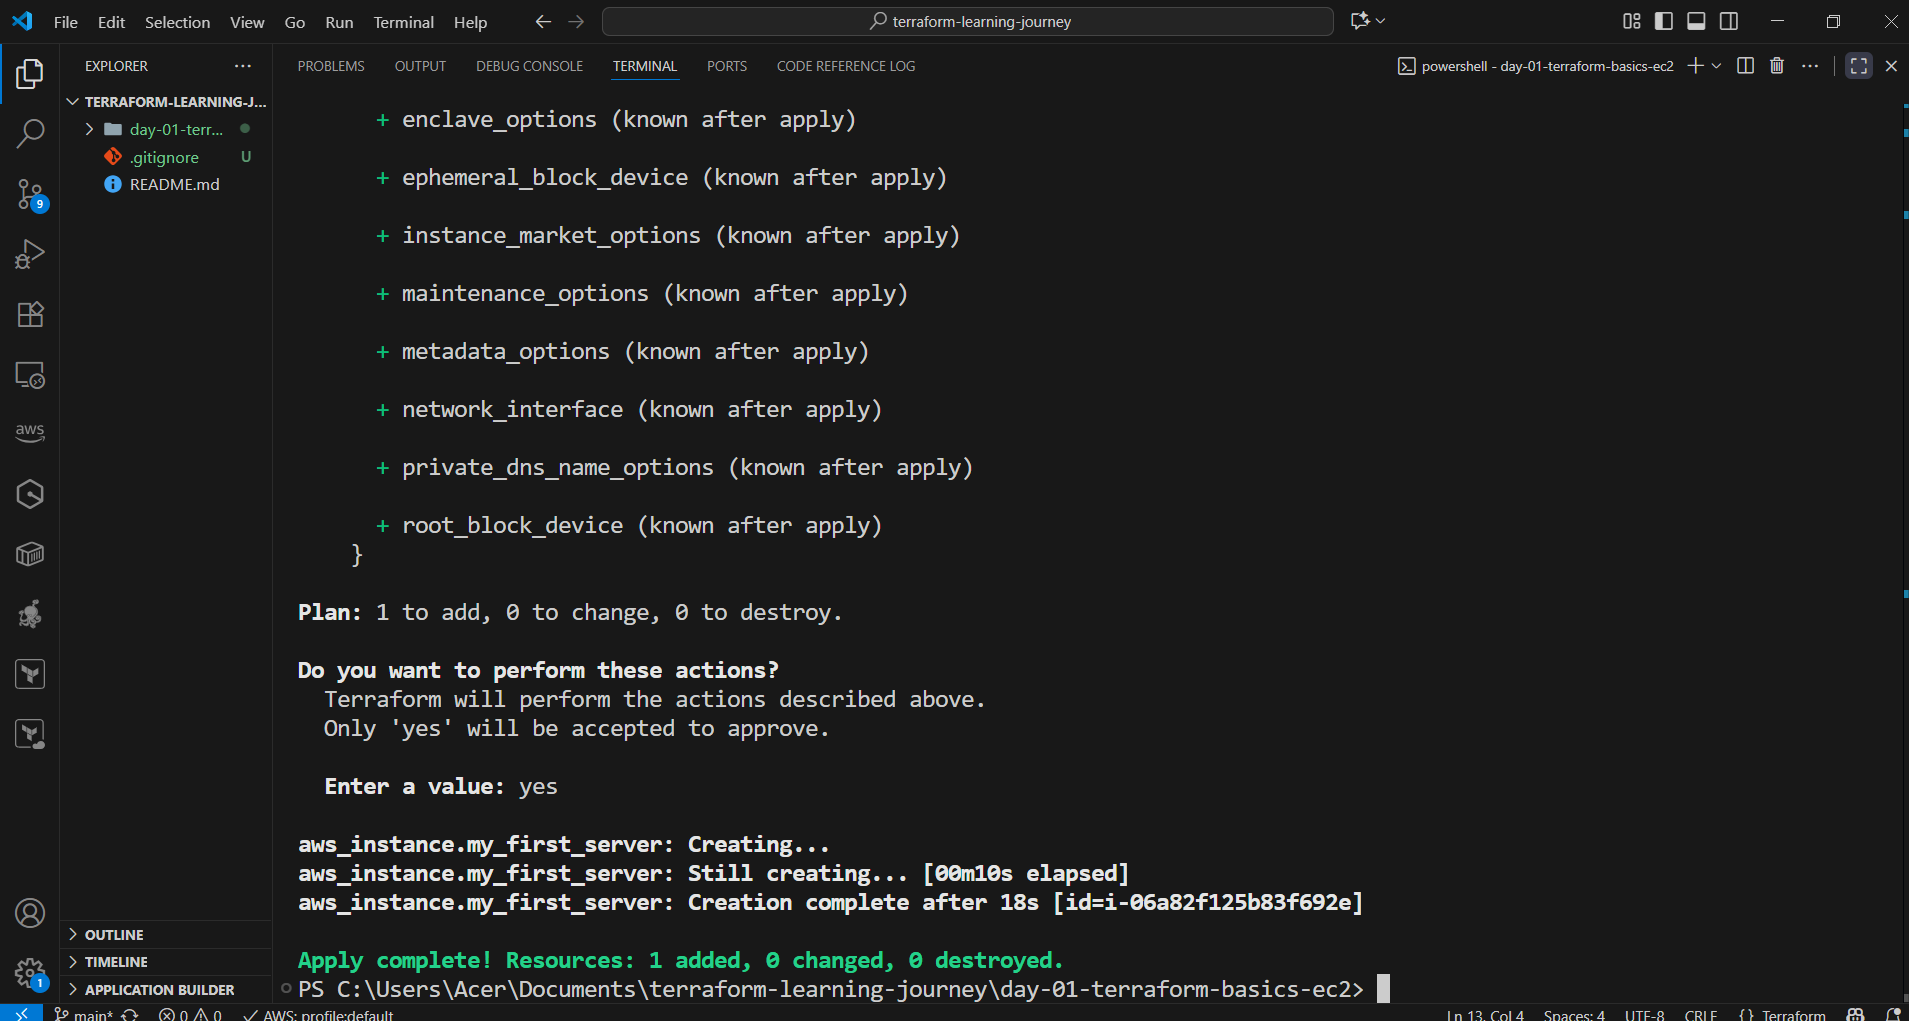 File Edit Selection View Go Run Terminal Help
terraform-learning-journey
EXPLORER
TERRAFORM-LEARNING-J...
day-01-terr...
.gitignore U
README.md
9
aws
1
OUTLINE
TIMELINE
APPLICATION BUILDER
PROBLEMS OUTPUT DEBUG CONSOLE TERMINAL PORTS CODE REFERENCE LOG
powershell - day-01-terraform-basics-ec2
+ enclave_options (known after apply)
+ ephemeral_block_device (known after apply)
+ instance_market_options (known after apply)
+ maintenance_options (known after apply)
+ metadata_options (known after apply)
+ network_interface (known after apply)
+ private_dns_name_options (known after apply)
+ root_block_device (known after apply)
}
Plan: 1 to add, 0 to change, 0 to destroy.
Do you want to perform these actions?
Terraform will perform the actions described above.
Only 'yes' will be accepted to approve.
Enter a value: yes
aws_instance.my_first_server: Creating...
aws_instance.my_first_server: Still creating... [00m10s elapsed]
aws_instance.my_first_server: Creation complete after 18s [id=i-06a82f125b83f692e]
Apply complete! Resources: 1 added, 0 changed, 0 destroyed.
PS C:\Users\Acer\Documents\terraform-learning-journey\day-01-terraform-basics-ec2>
main* 0 0 AWS: profile:default Ln 13, Col 4 Spaces: 4 UTF-8 CRLF {} Terraform